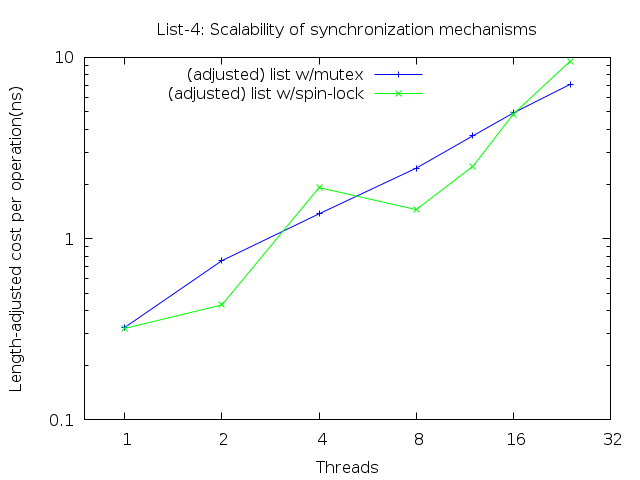 List-4: Scalability of synchronization mechanisms
10
(adjusted) list w/mutex
(adjusted) list w/spin-lock
Length-adjusted cost per operation(ns)
1
0.1
1 2 4 8 16 32
Threads